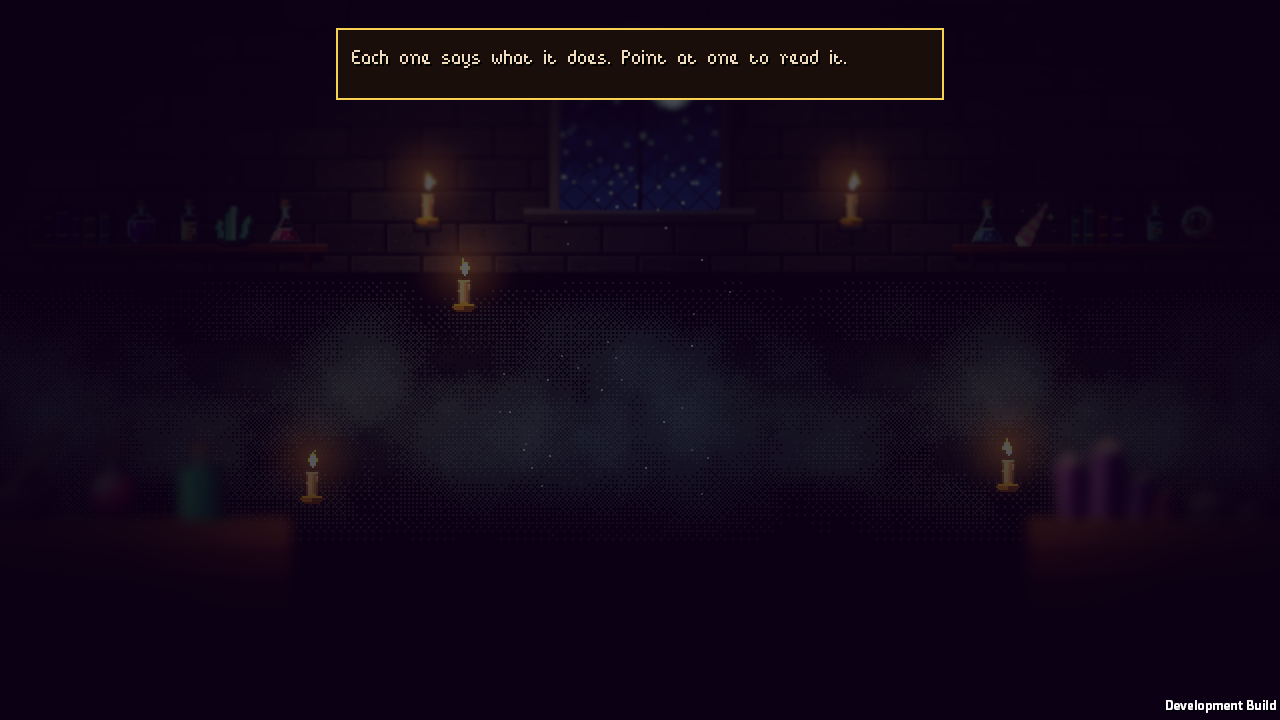 Each one says what it does. Point at one to read it.
Development Build